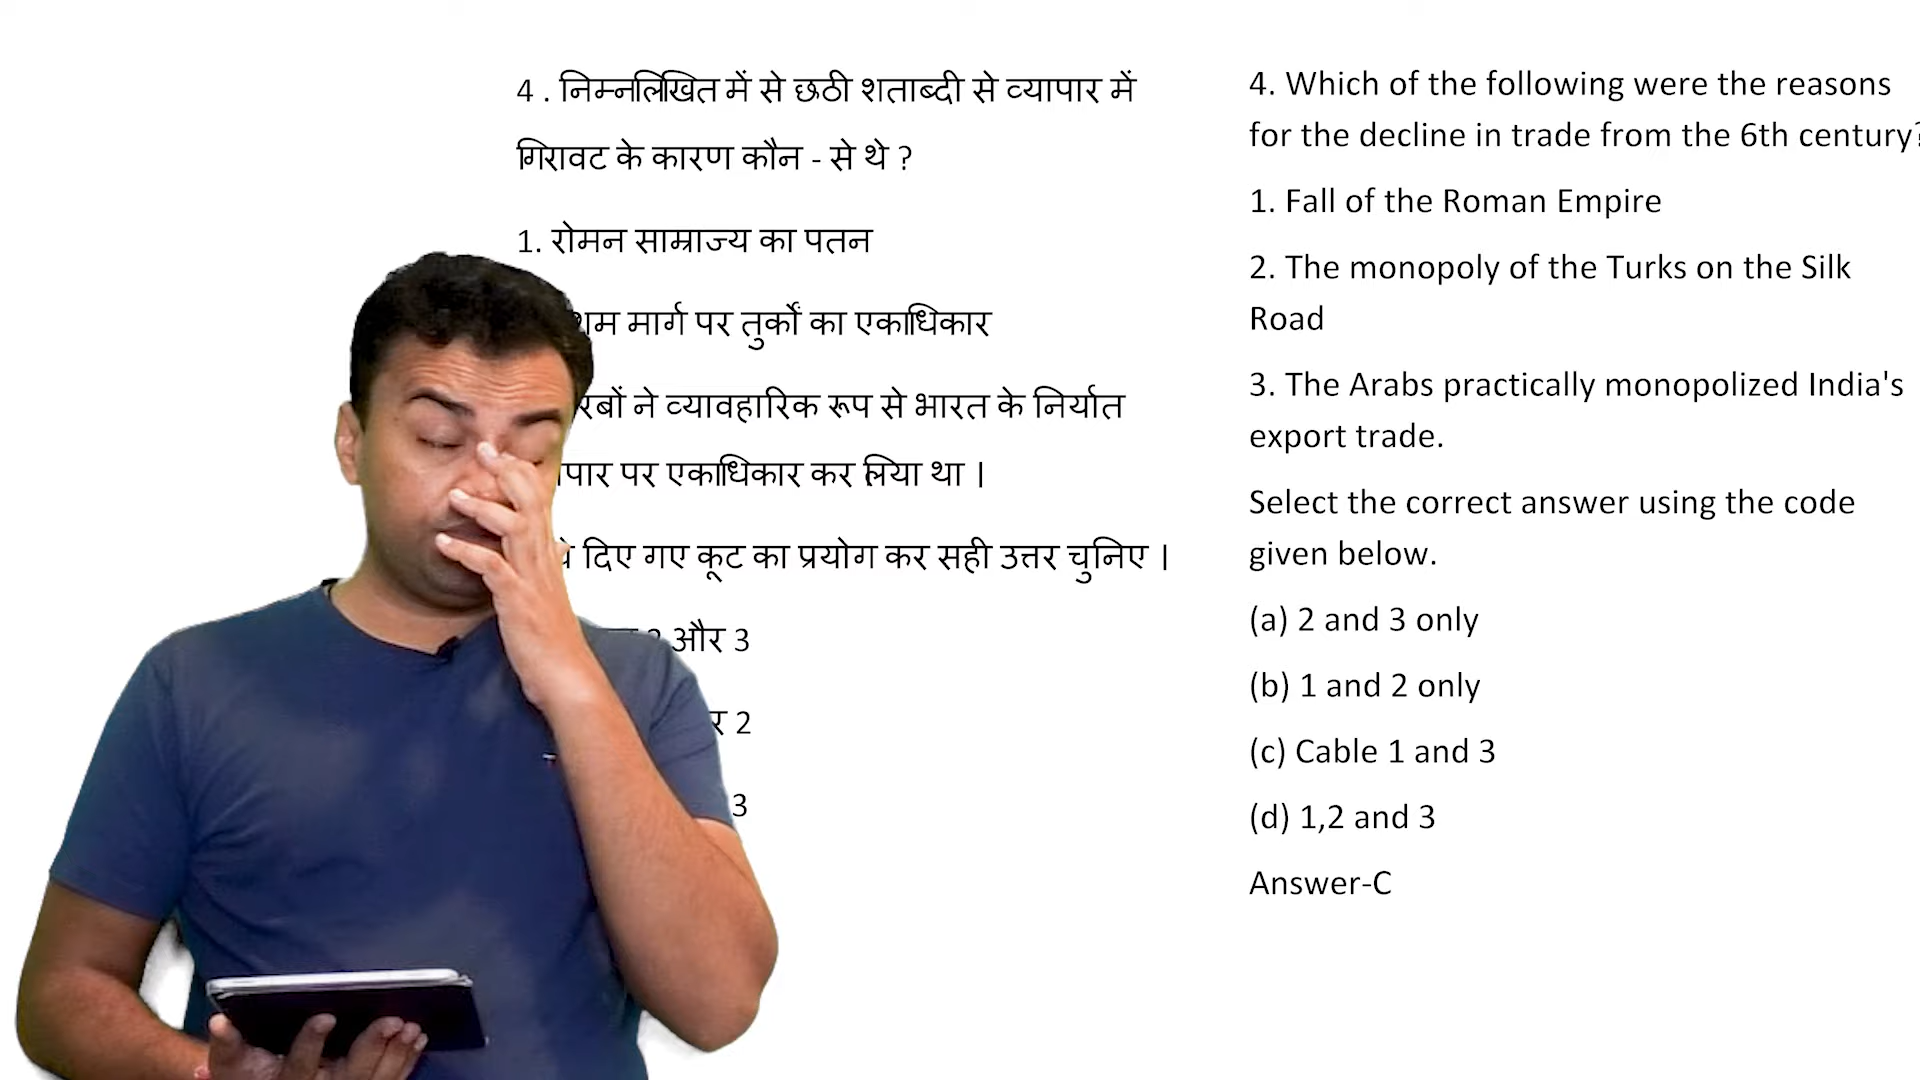 4 . निम्नलिखित में से छठी शताब्दी से व्यापार में
गिरावट के कारण कौन - से थे ?
1. रोमन साम्राज्य का पतन
मार्ग पर तुर्कों का एकाधिकार
ने व्यावहारिक रूप से भारत के निर्यात
पर एकाधिकार कर लिया था ।
दिए गए कूट का प्रयोग कर सही उत्तर चुनिए ।
और 3
2
3
4. Which of the following were the reasons
for the decline in trade from the 6th century?
1. Fall of the Roman Empire
2. The monopoly of the Turks on the Silk
Road
3. The Arabs practically monopolized India's
export trade.
Select the correct answer using the code
given below.
(a) 2 and 3 only
(b) 1 and 2 only
(c) Cable 1 and 3
(d) 1,2 and 3
Answer-C